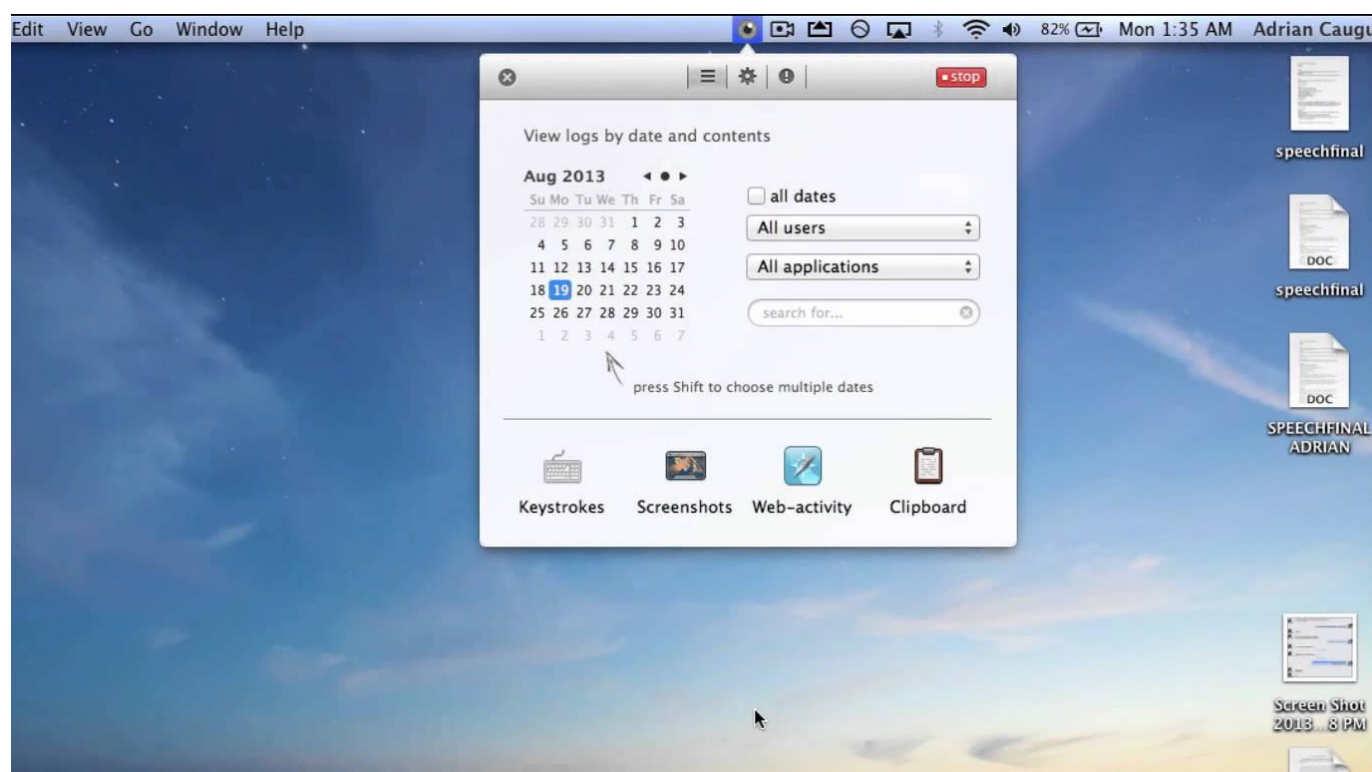 Edit View Go Window Help 82% Mon 1:35 AM Adrian Caugu
stop
View logs by date and contents
Aug 2013
Su Mo Tu We Th Fr Sa
28 29 30 31 1 2 3
4 5 6 7 8 9 10
11 12 13 14 15 16 17
18 19 20 21 22 23 24
25 26 27 28 29 30 31
1 2 3 4 5 6 7
all dates
All users
All applications
search for...
press Shift to choose multiple dates
Keystrokes Screenshots Web-activity Clipboard
speechfinal
DOC
speechfinal
DOC
SPEECHFINAL
ADRIAN
Screen Shot
2013...8 PM